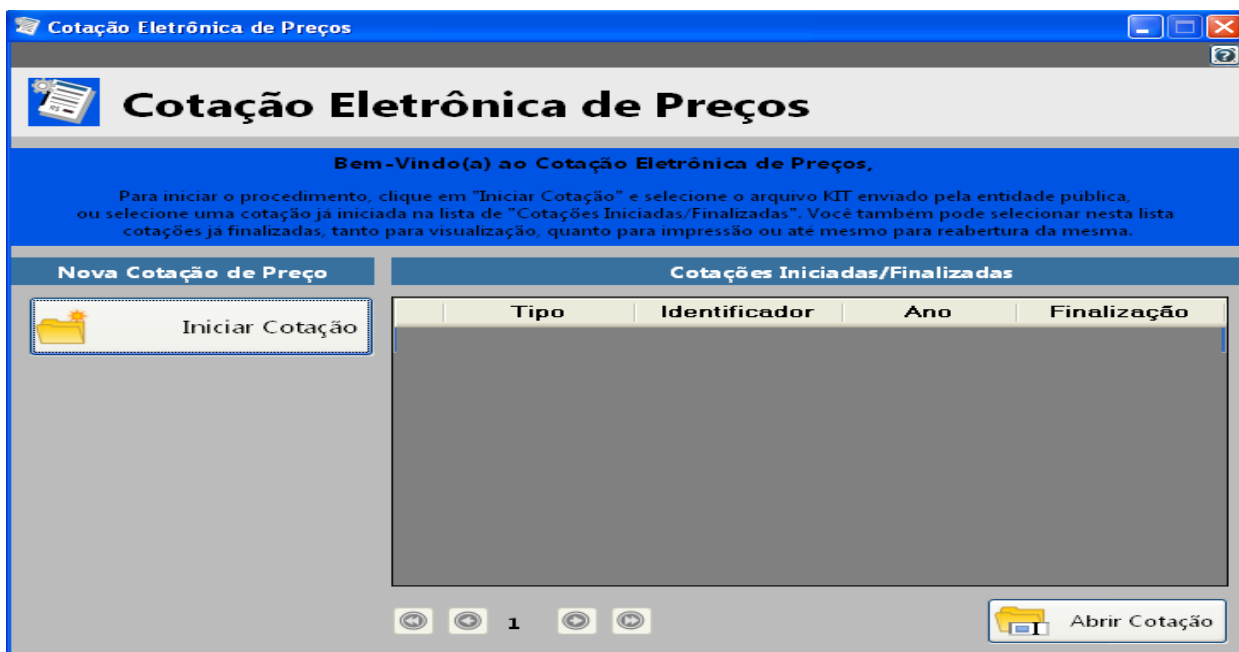 Cotação Eletrônica de Preços
Cotação Eletrônica de Preços
Bem-Vindo(a) ao Cotação Eletrônica de Preços,
Para iniciar o procedimento, clique em "Iniciar Cotação" e selecione o arquivo KIT enviado pela entidade pública,
ou selecione uma cotação já iniciada na lista de "Cotações Iniciadas/Finalizadas". Você também pode selecionar nesta lista
cotações já finalizadas, tanto para visualização, quanto para impressão ou até mesmo para reabertura da mesma.
Nova Cotação de Preço
Cotações Iniciadas/Finalizadas
Iniciar Cotação
Tipo Identificador Ano Finalização
1
Abrir Cotação